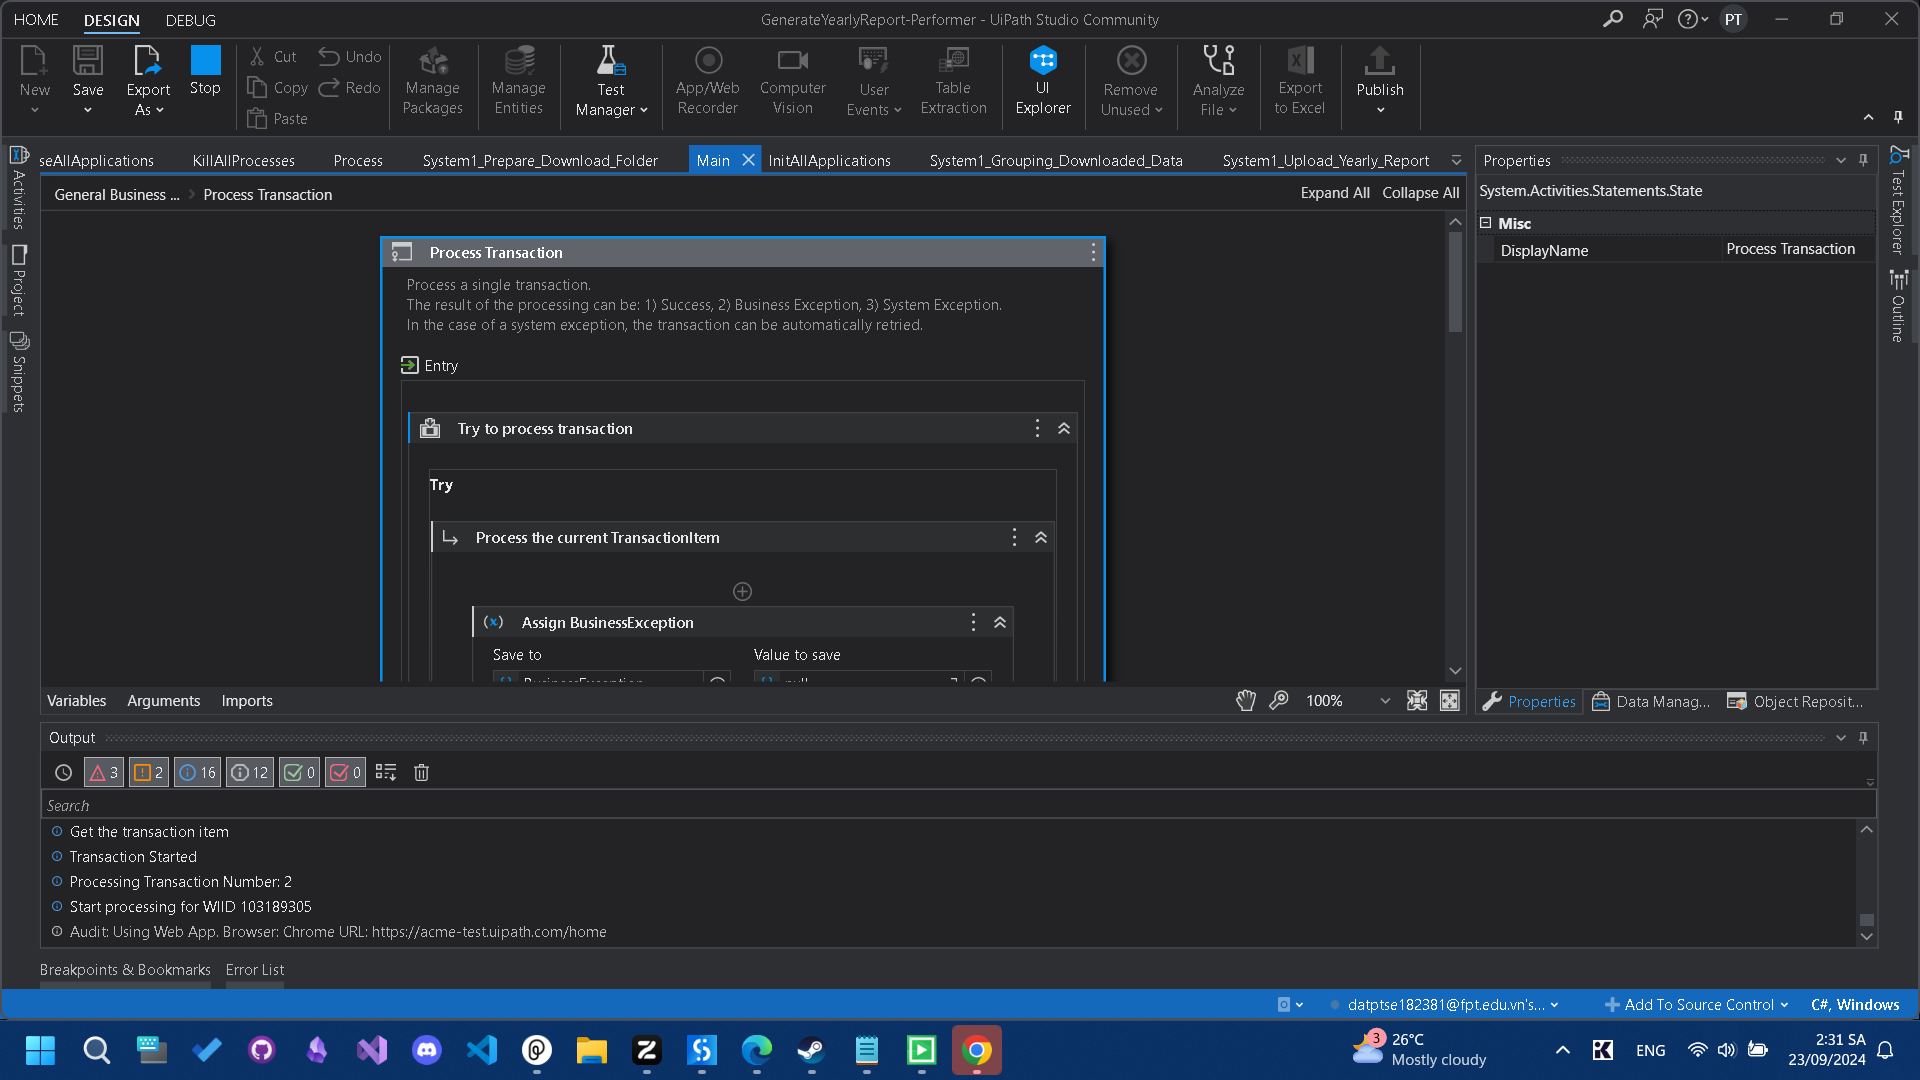 HOME DESIGN DEBUG
GenerateYearlyReport-Performer - UiPath Studio Community
PT
New
Save
Export As
Stop
Cut
Copy
Paste
Undo
Redo
Manage Packages
Manage Entities
Test Manager
App/Web Recorder
Computer Vision
User Events
Table Extraction
UI Explorer
Remove Unused
Analyze File
Export to Excel
Publish
seAllApplications KillAllProcesses Process System1_Prepare_Download_Folder Main InitAllApplications System1_Grouping_Downloaded_Data System1_Upload_Yearly_Report
Activities
Project
Snippets
General Business ... Process Transaction
Expand All Collapse All
Process Transaction
Process a single transaction.
The result of the processing can be: 1) Success, 2) Business Exception, 3) System Exception.
In the case of a system exception, the transaction can be automatically retried.
Entry
Try to process transaction
Try
Process the current TransactionItem
Assign BusinessException
Save to Value to save
BusinessException null
Variables Arguments Imports
100%
Properties
System.Activities.Statements.State
Misc
DisplayName Process Transaction
Properties Data Manag... Object Reposit...
Test Explorer
Outline
Output
3 2 16 12 0 0
Search
Get the transaction item
Transaction Started
Processing Transaction Number: 2
Start processing for WIID 103189305
Audit: Using Web App. Browser: Chrome URL: https://acme-test.uipath.com/home
Breakpoints & Bookmarks Error List
datptse182381@fpt.edu.vn's... Add To Source Control C#, Windows
3
26°C
Mostly cloudy
ENG
2:31 SA
23/09/2024